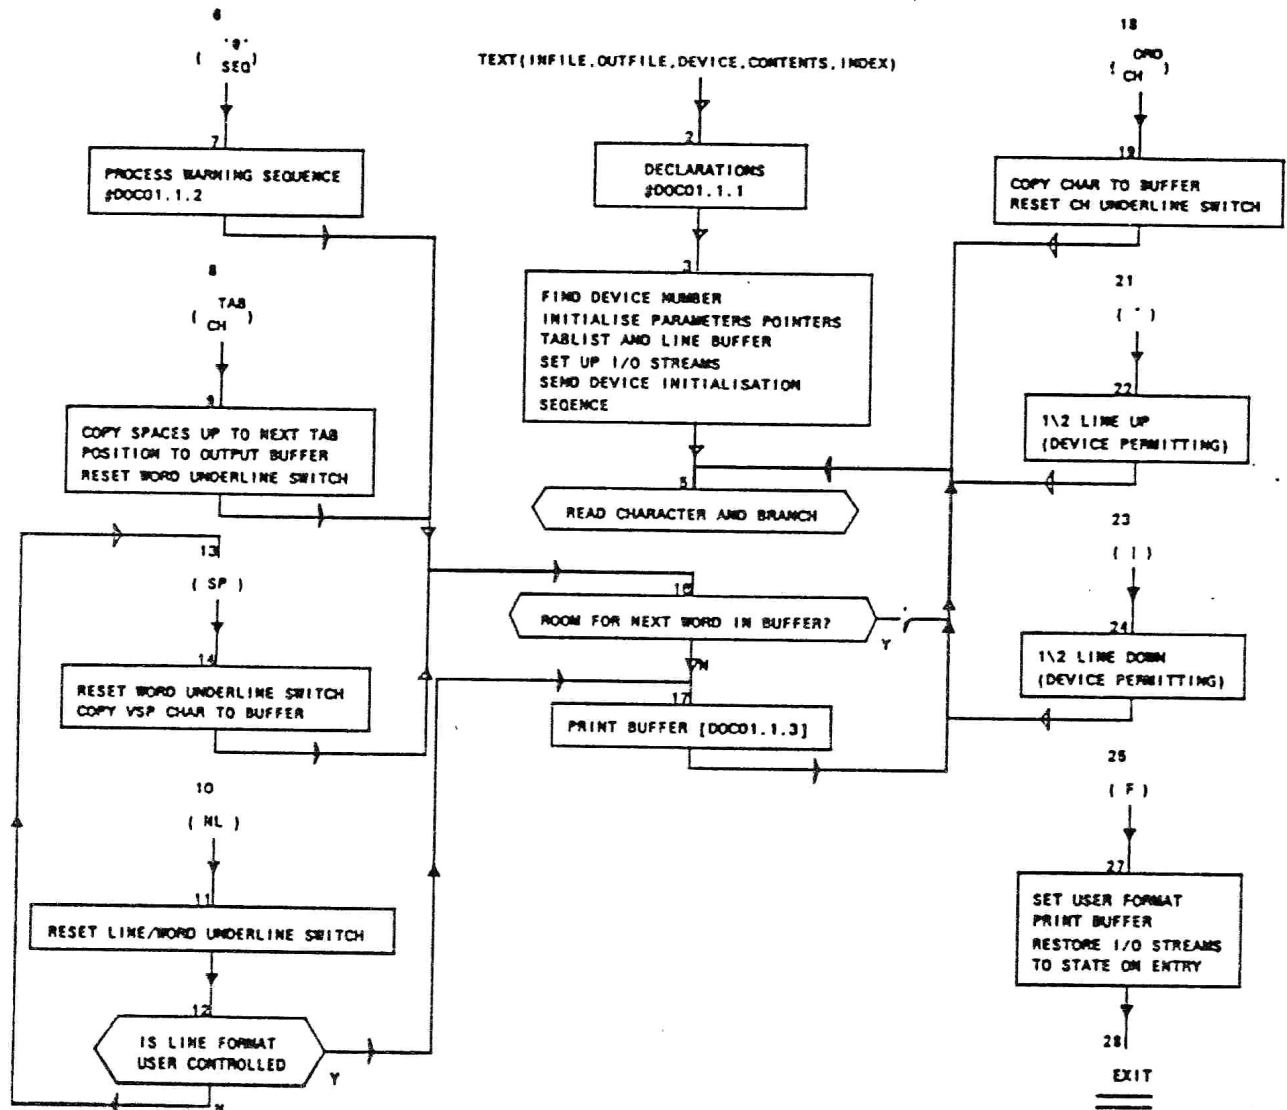 6
'@'
( SEQ )
7
PROCESS WARNING SEQUENCE
#DOC01.1.2
8
TAB
( CH )
9
COPY SPACES UP TO NEXT TAB
POSITION TO OUTPUT BUFFER
RESET WORD UNDERLINE SWITCH
13
( SP )
14
RESET WORD UNDERLINE SWITCH
COPY VSP CHAR TO BUFFER
10
( NL )
11
RESET LINE/WORD UNDERLINE SWITCH
12
IS LINE FORMAT
USER CONTROLLED
Y
N
TEXT(INFILE,OUTFILE,DEVICE,CONTENTS,INDEX)
2
DECLARATIONS
#DOC01.1.1
3
FIND DEVICE NUMBER
INITIALISE PARAMETERS POINTERS
TABLIST AND LINE BUFFER
SET UP I/O STREAMS
SEND DEVICE INITIALISATION
SEQENCE
5
READ CHARACTER AND BRANCH
16
ROOM FOR NEXT WORD IN BUFFER?
Y
N
17
PRINT BUFFER [DOC01.1.3]
18
ORD
( CH )
19
COPY CHAR TO BUFFER
RESET CH UNDERLINE SWITCH
21
22
1\2 LINE UP
(DEVICE PERMITTING)
23
( | )
24
1\2 LINE DOWN
(DEVICE PERMITTING)
25
( F )
27
SET USER FORMAT
PRINT BUFFER
RESTORE I/O STREAMS
TO STATE ON ENTRY
28
EXIT